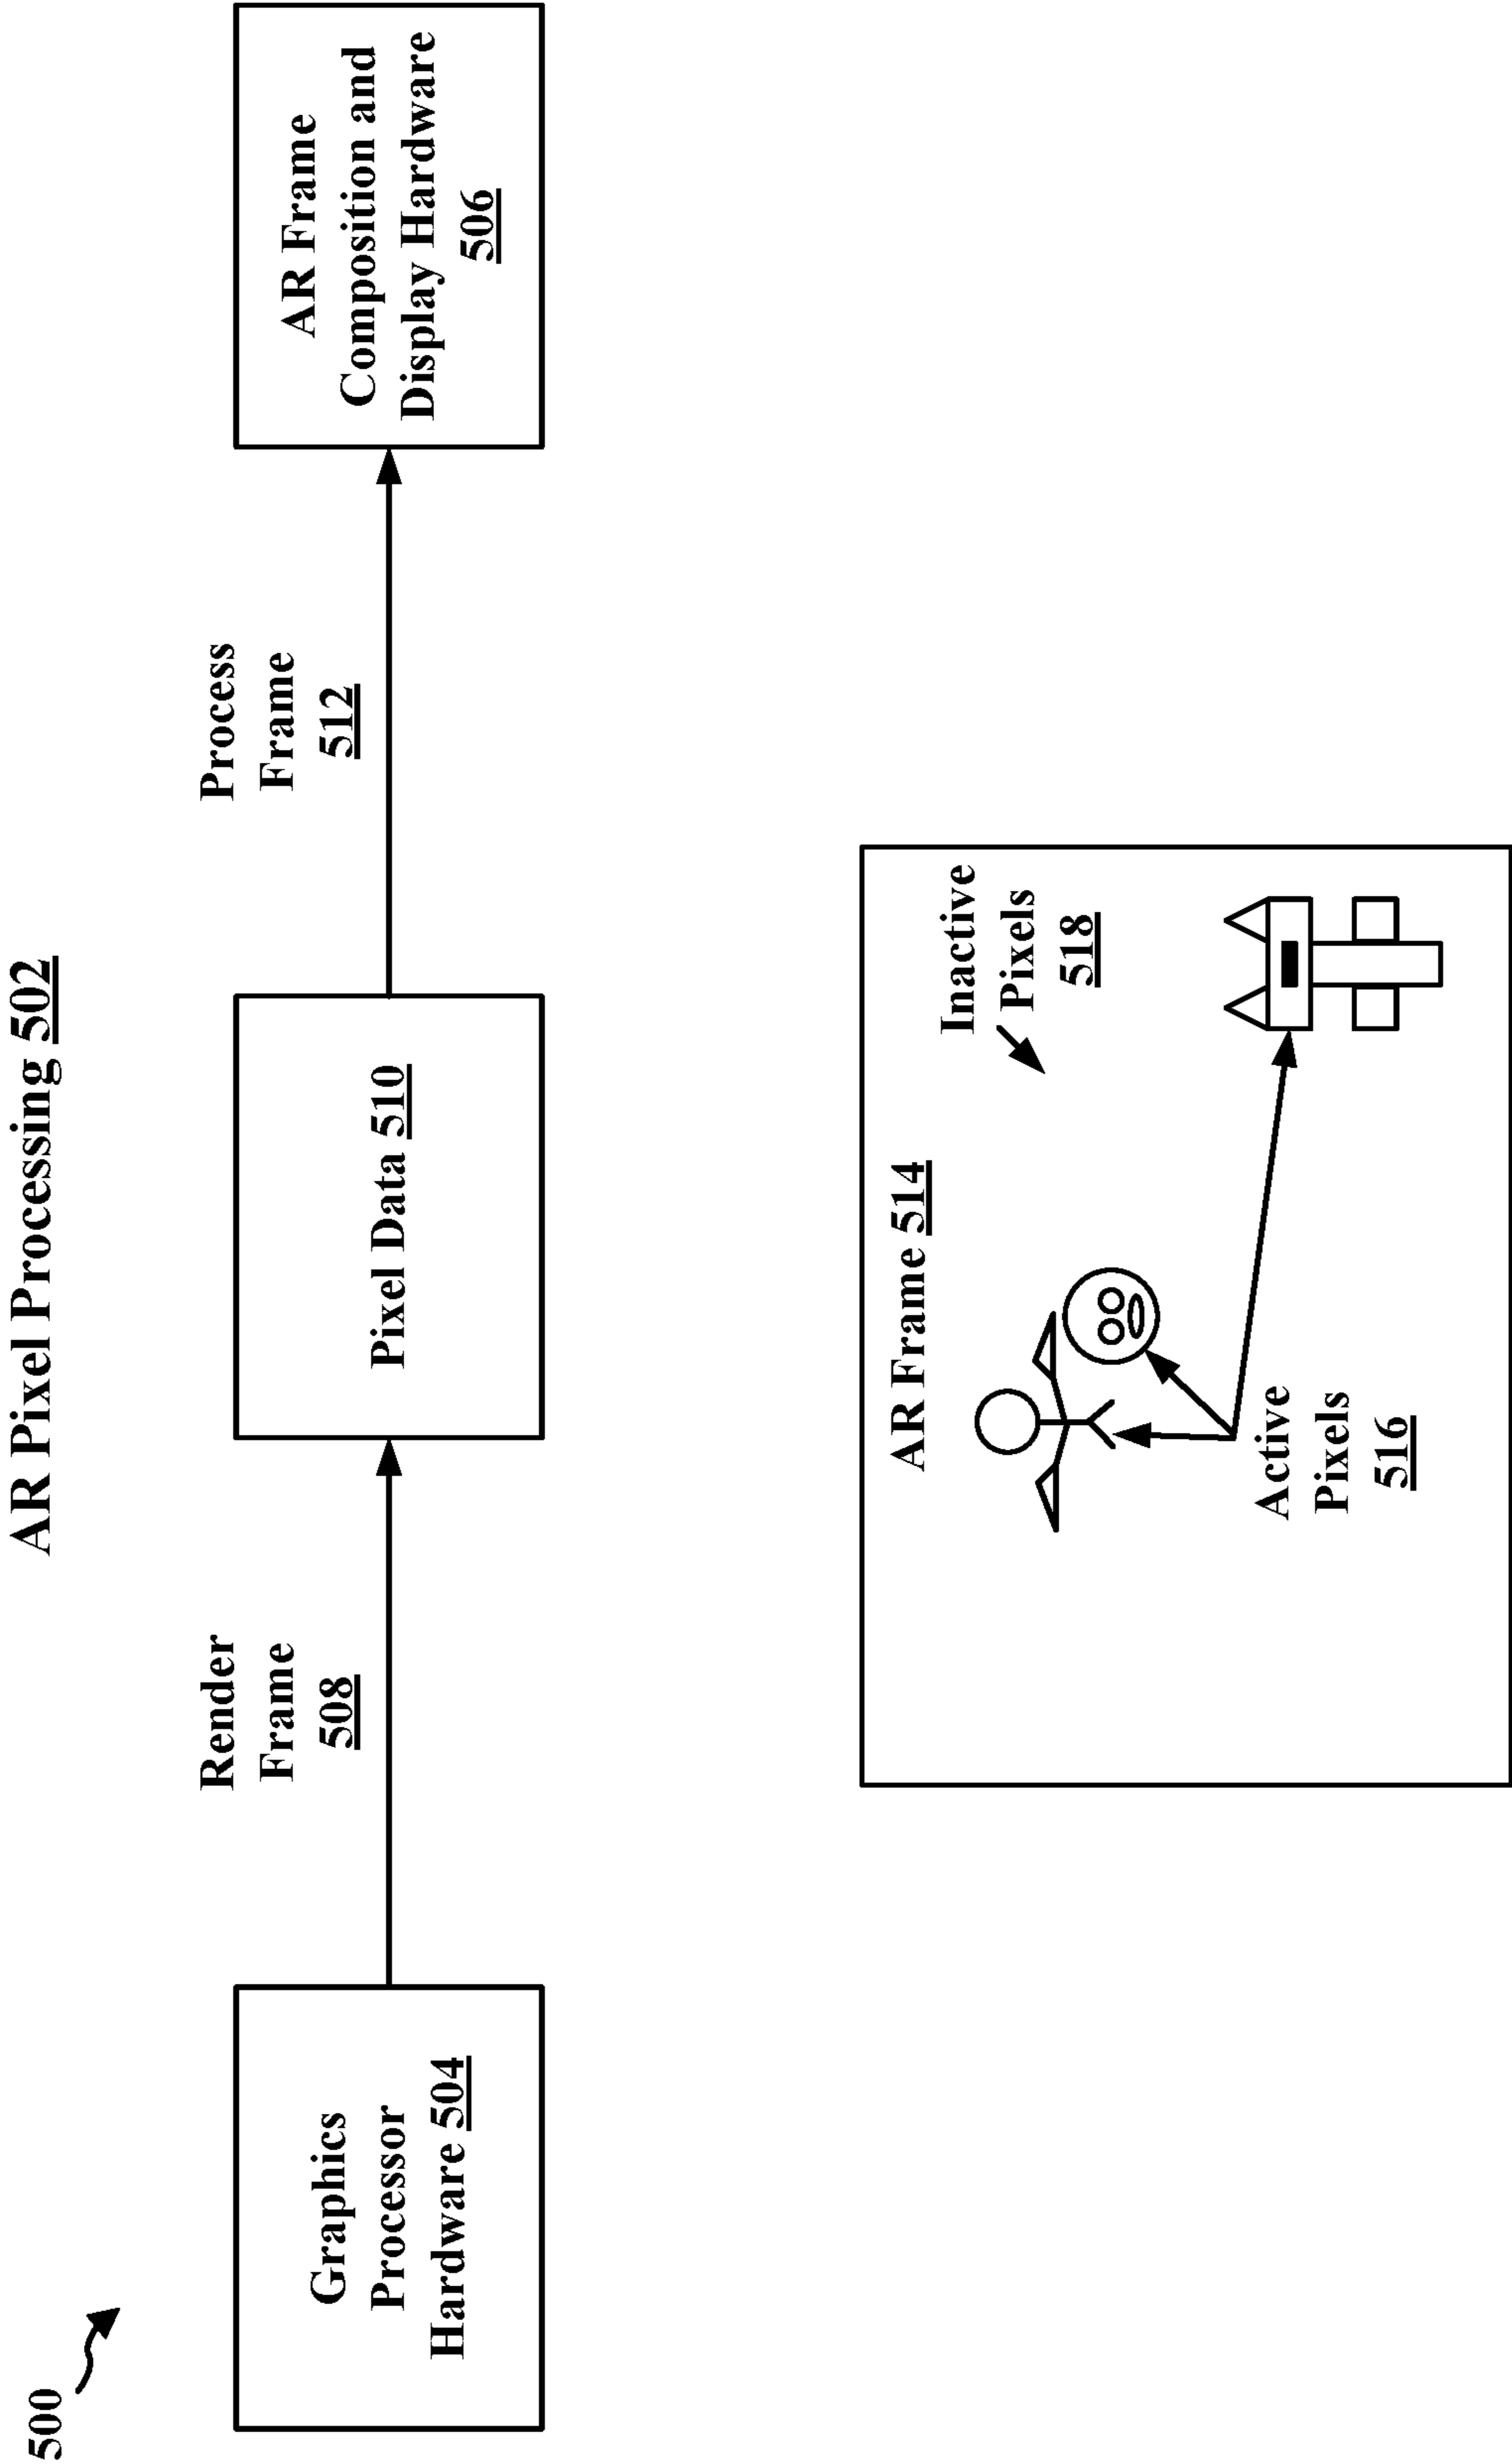 500
AR Pixel Processing 502
Graphics
Processor
Hardware 504
Render
Frame
508
Pixel Data 510
Process
Frame
512
AR Frame
Composition and
Display Hardware
506
AR Frame 514
Inactive
Pixels
518
Active
Pixels
516